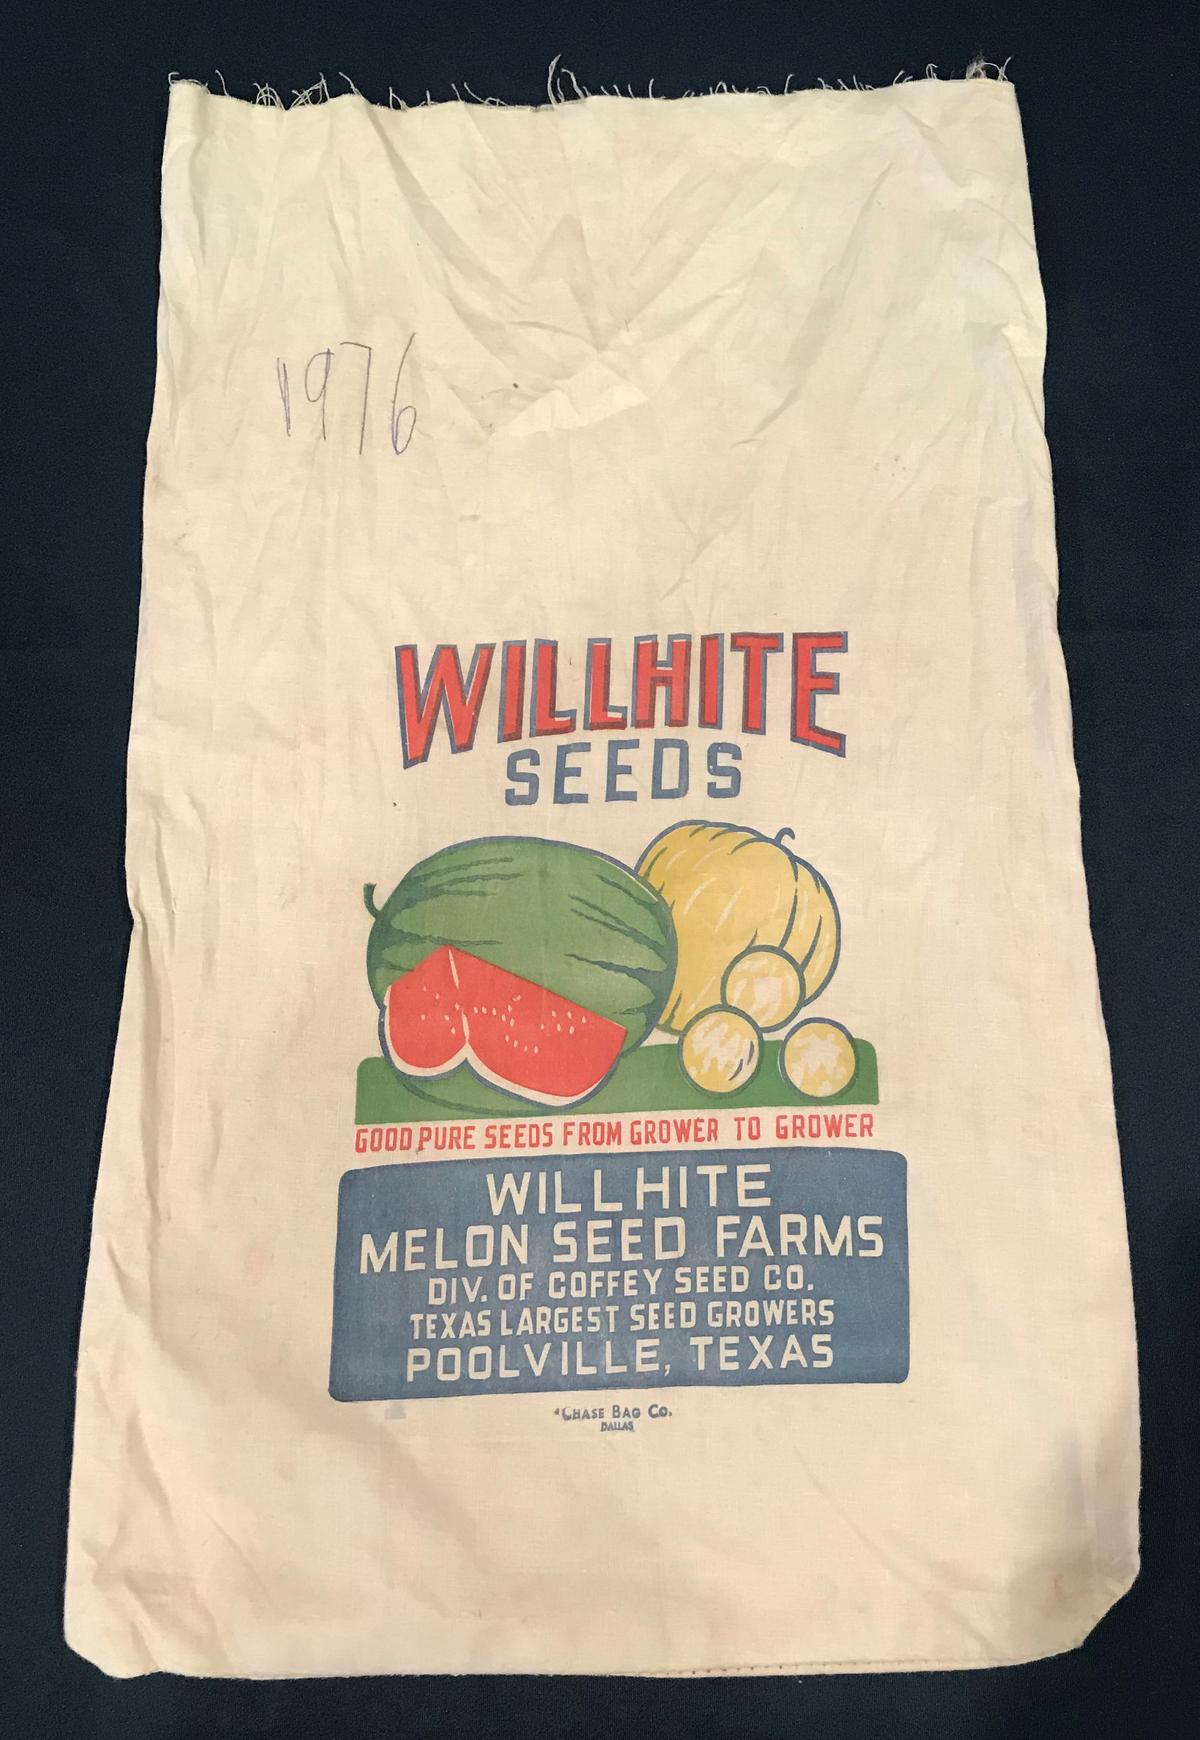 1976
WILLHITE
SEEDS
GOOD PURE SEEDS FROM GROWER TO GROWER
WILLHITE
MELON SEED FARMS
DIV. OF COFFEY SEED CO.
TEXAS LARGEST SEED GROWERS
POOLVILLE, TEXAS
CHASE BAG CO.
DALLAS